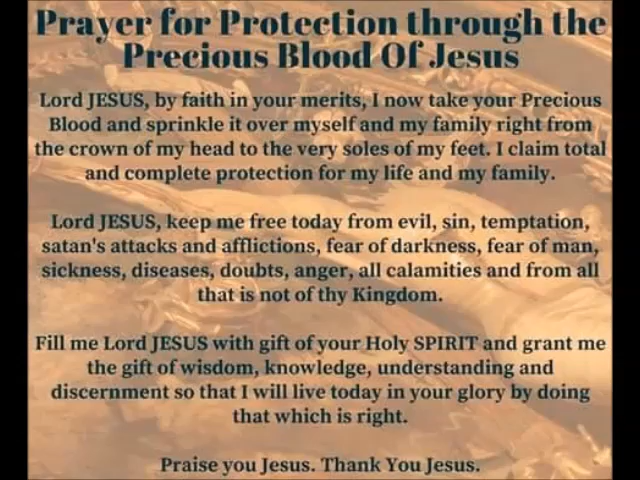 Prayer for Protection through the
Precious Blood Of Jesus
Lord JESUS, by faith in your merits, I now take your Precious
Blood and sprinkle it over myself and my family right from
the crown of my head to the very soles of my feet. I claim total
and complete protection for my life and my family.
Lord JESUS, keep me free today from evil, sin, temptation,
satan's attacks and afflictions, fear of darkness, fear of man,
sickness, diseases, doubts, anger, all calamities and from all
that is not of thy Kingdom.
Fill me Lord JESUS with gift of your Holy SPIRIT and grant me
the gift of wisdom, knowledge, understanding and
discernment so that I will live today in your glory by doing
that which is right.
Praise you Jesus. Thank You Jesus.